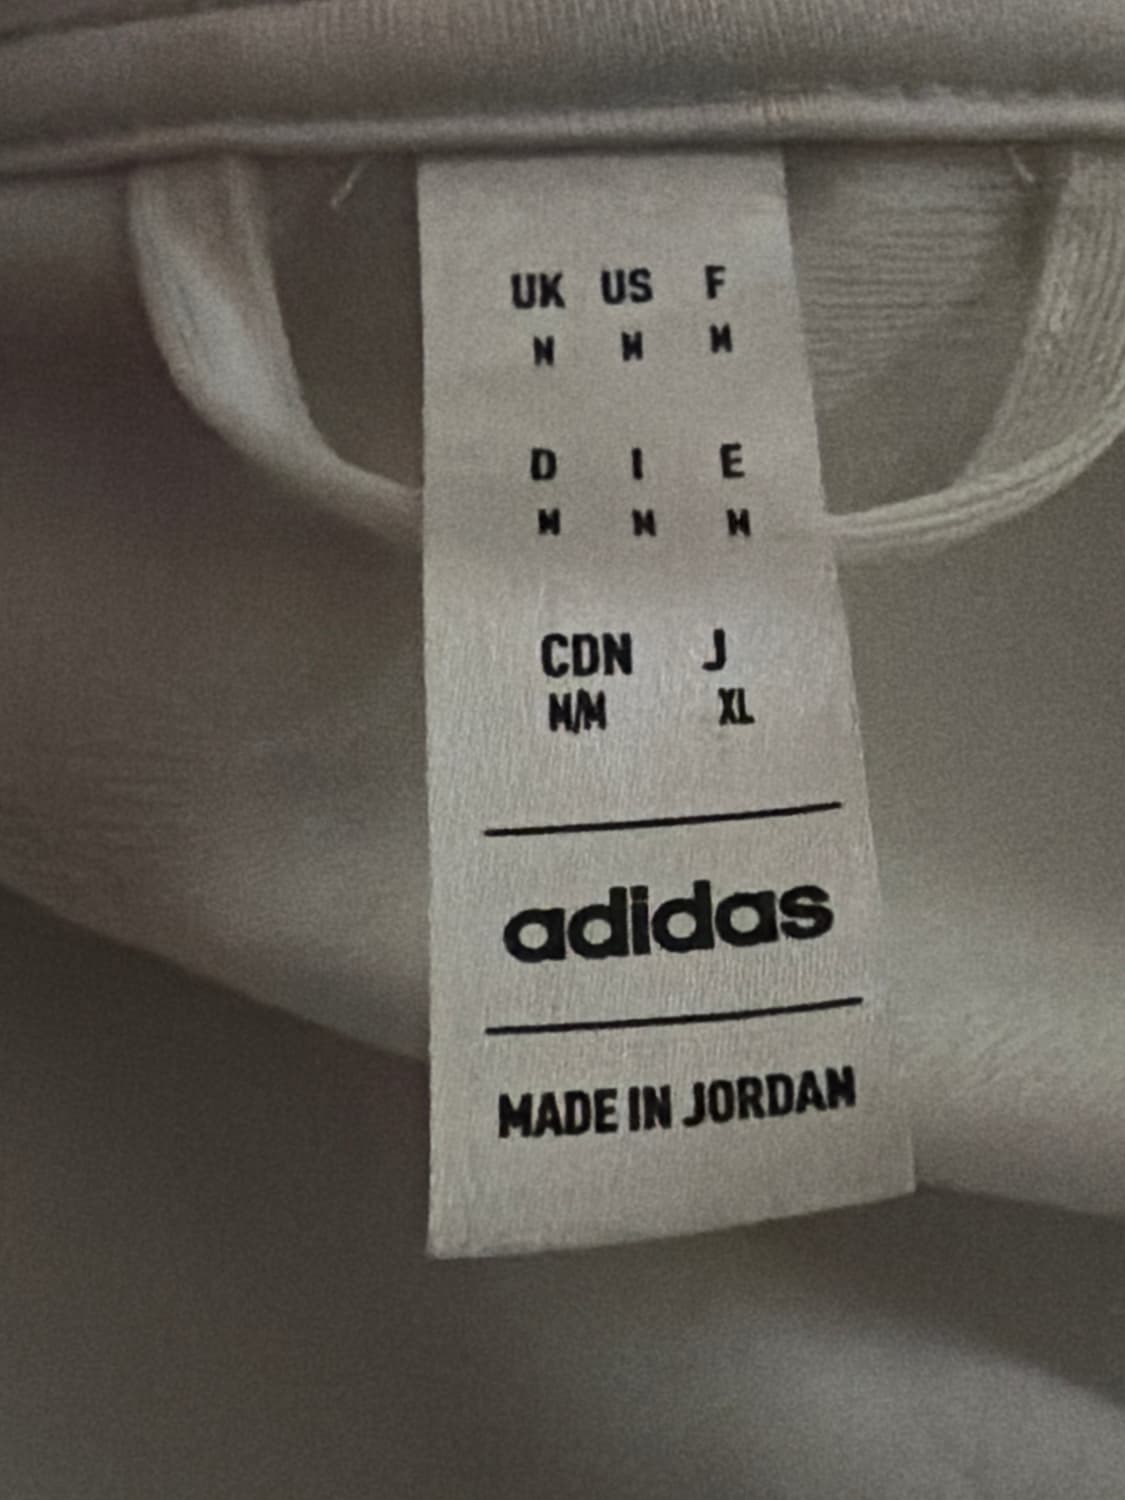 UK US F
M M M
D I E
M M M
CDN J
M/M XL
adidas
MADE IN JORDAN